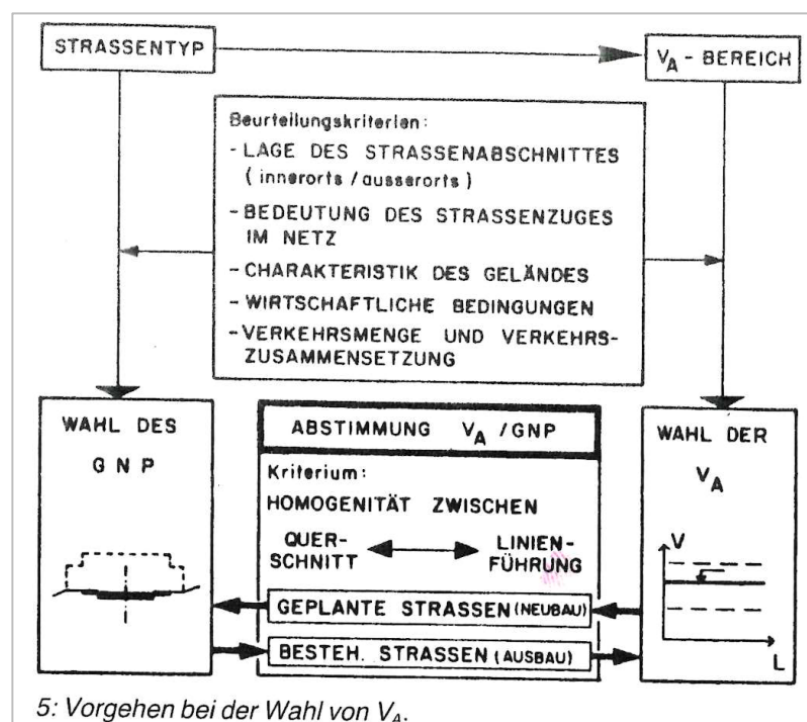 STRASSENTYP
V_A - BEREICH
Beurteilungskriterien:
- LAGE DES STRASSENABSCHNITTES
( innerorts / ausserorts )
- BEDEUTUNG DES STRASSENZUGES
IM NETZ
- CHARAKTERISTIK DES GELÄNDES
- WIRTSCHAFTLICHE BEDINGUNGEN
- VERKEHRSMENGE UND VERKEHRS-
ZUSAMMENSETZUNG
WAHL DES
GNP
ABSTIMMUNG V_A / GNP
Kriterium:
HOMOGENITÄT ZWISCHEN
QUER-
SCHNITT
LINIEN-
FÜHRUNG
GEPLANTE STRASSEN (NEUBAU)
BESTEH. STRASSEN (AUSBAU)
WAHL DER
V_A
V
L
5: Vorgehen bei der Wahl von V_A.